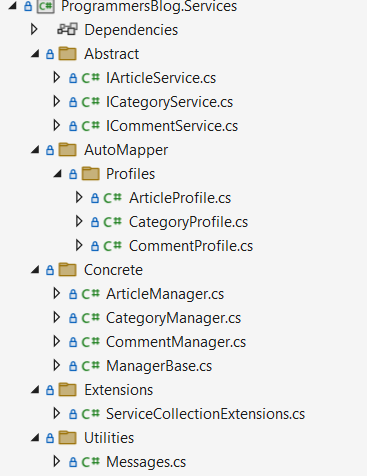 C# ProgrammersBlog.Services
Dependencies
Abstract
C# IArticleService.cs
C# ICategoryService.cs
C# ICommentService.cs
AutoMapper
Profiles
C# ArticleProfile.cs
C# CategoryProfile.cs
C# CommentProfile.cs
Concrete
C# ArticleManager.cs
C# CategoryManager.cs
C# CommentManager.cs
C# ManagerBase.cs
Extensions
C# ServiceCollectionExtensions.cs
Utilities
C# Messages.cs